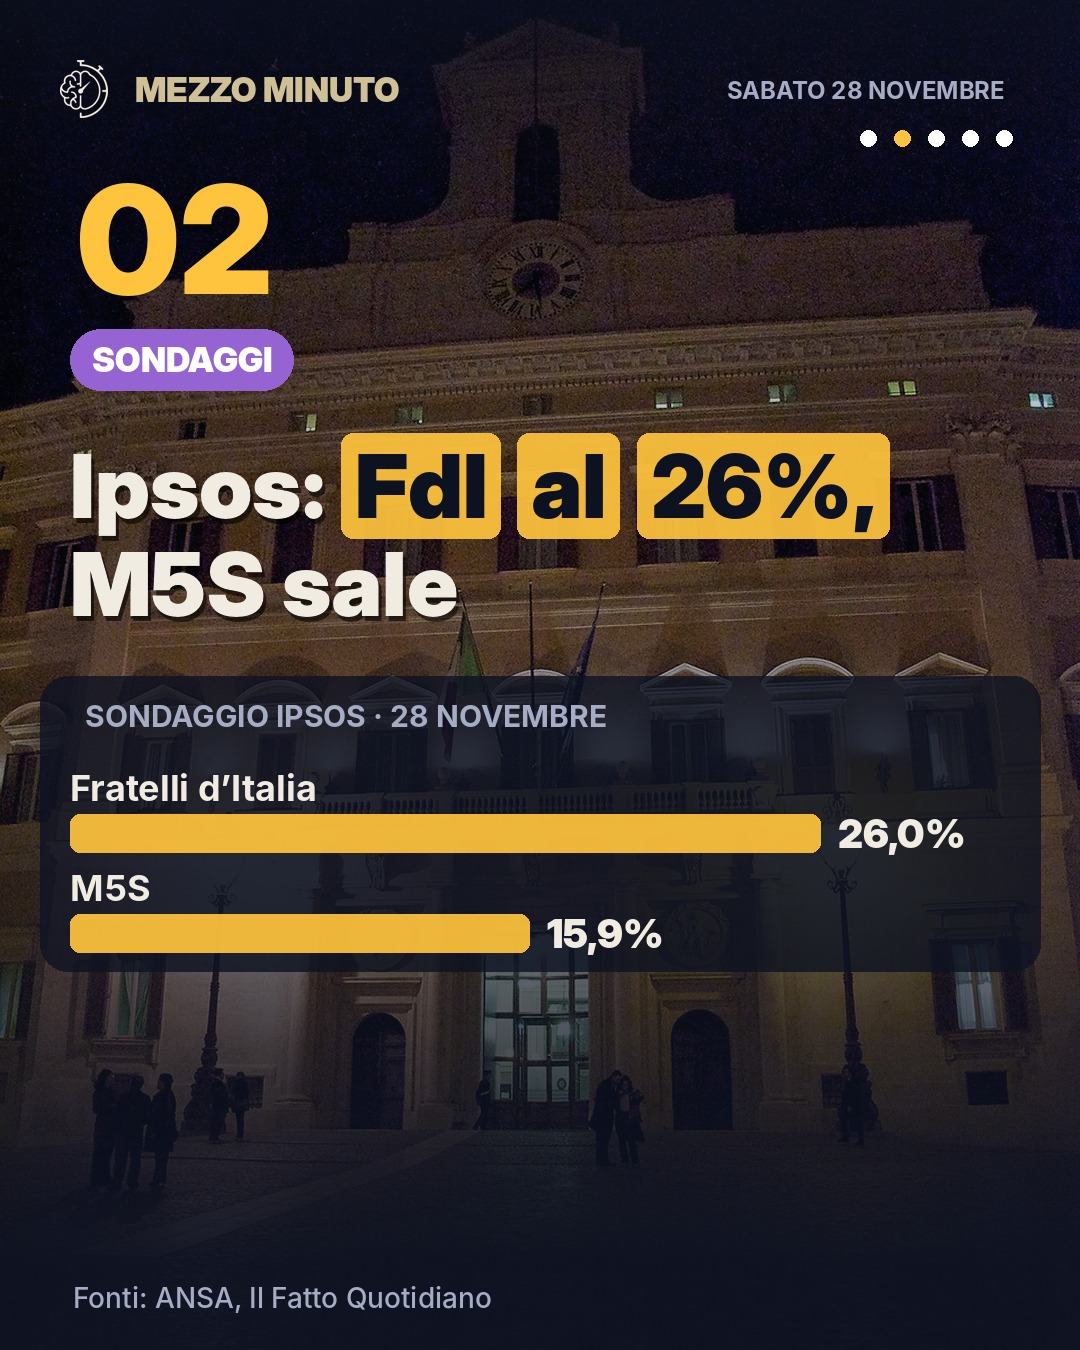 MEZZO MINUTO
SABATO 28 NOVEMBRE
02
SONDAGGI
Ipsos: FdI al 26%,
M5S sale
SONDAGGIO IPSOS · 28 NOVEMBRE
Fratelli d’Italia
26,0%
M5S
15,9%
Fonti: ANSA, Il Fatto Quotidiano